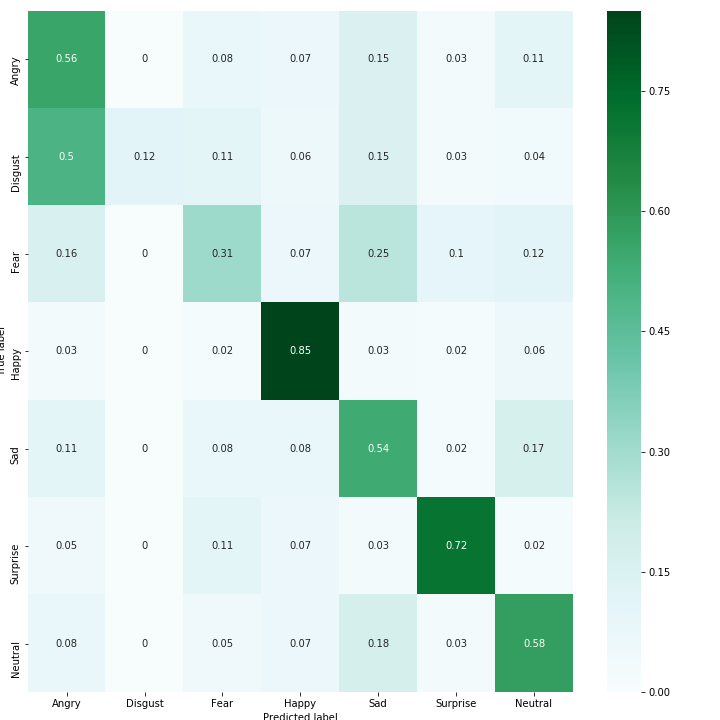 Angry 0.56 0 0.08 0.07 0.15 0.03 0.11
Disgust 0.5 0.12 0.11 0.06 0.15 0.03 0.04
Fear 0.16 0 0.31 0.07 0.25 0.1 0.12
Happy 0.03 0 0.02 0.85 0.03 0.02 0.06
Sad 0.11 0 0.08 0.08 0.54 0.02 0.17
Surprise 0.05 0 0.11 0.07 0.03 0.72 0.02
Neutral 0.08 0 0.05 0.07 0.18 0.03 0.58
Angry Disgust Fear Happy Sad Surprise Neutral
Predicted label
0.75
0.60
0.45
0.30
0.15
0.00